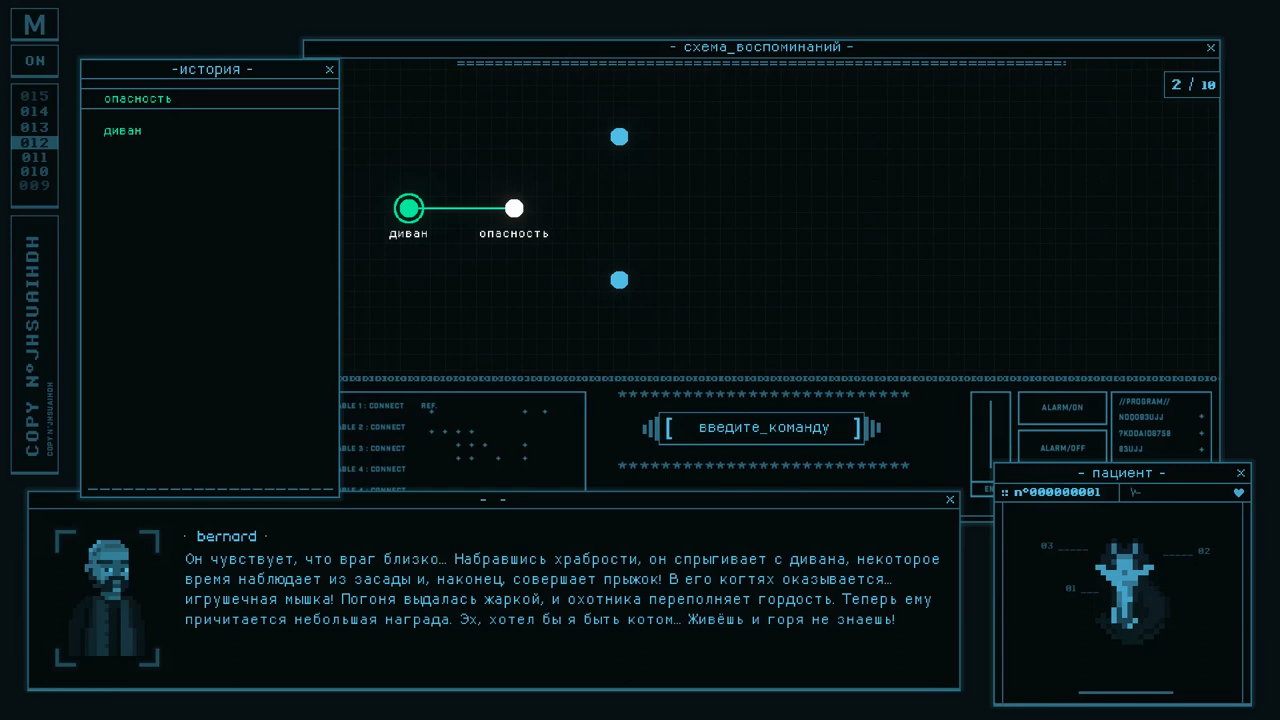 M
ON
015
014
013
012
011
010
009
COPY N°JHSUAIHDH
COPY N°JHSUAIHDH
-история -
опасность
диван
- схема_воспоминаний -
2 / 10
диван
опасность
ABLE 1 : CONNECT REF.
ABLE 2 : CONNECT
ABLE 3 : CONNECT
ABLE 4 : CONNECT
[ введите_команду ]
ALARM/ON
ALARM/OFF
//PROGRAM//
83UJJ
- пациент -
:: n°000000001
03
02
01
- -
· bernard ·
Он чувствует, что враг близко… Набравшись храбрости, он спрыгивает с дивана, некоторое
время наблюдает из засады и, наконец, совершает прыжок! В его когтях оказывается…
игрушечная мышка! Погоня выдалась жаркой, и охотника переполняет гордость. Теперь ему
причитается небольшая награда. Эх, хотел бы я быть котом… Живёшь и горя не знаешь!